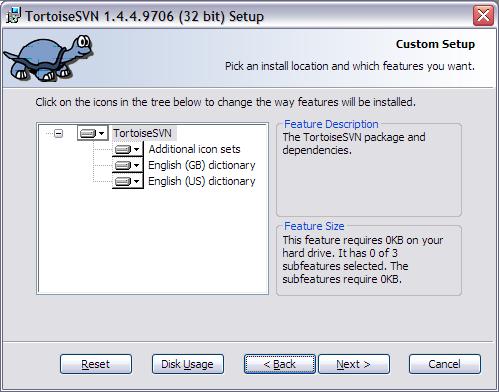 TortoiseSVN 1.4.4.9706 (32 bit) Setup
Custom Setup
Pick an install location and which features you want.
Click on the icons in the tree below to change the way features will be installed.
TortoiseSVN
Additional icon sets
English (GB) dictionary
English (US) dictionary
Feature Description
The TortoiseSVN package and
dependencies.
Feature Size
This feature requires 0KB on your
hard drive. It has 0 of 3
subfeatures selected. The
subfeatures require 0KB.
Reset
Disk Usage
< Back
Next >
Cancel